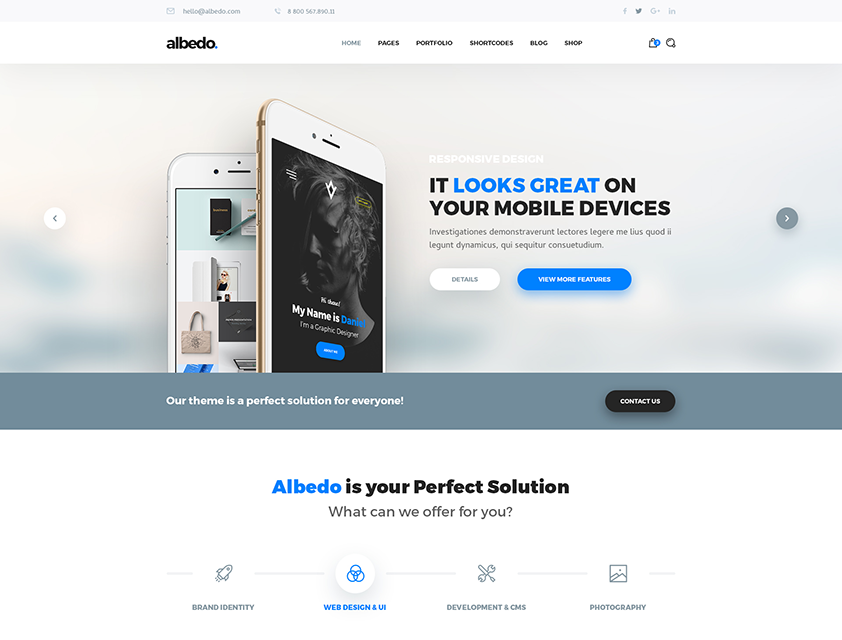 hello@albedo.com
8 800 567.890.11
albedo.
HOME PAGES PORTFOLIO SHORTCODES BLOG SHOP
RESPONSIVE DESIGN
IT LOOKS GREAT ON
YOUR MOBILE DEVICES
Investigationes demonstraverunt lectores legere me lius quod ii
legunt dynamicus, qui sequitur consuetudium.
DETAILS
VIEW MORE FEATURES
Hi, there!
My Name is Daniel
I'm a Graphic Designer
ABOUT ME
Our theme is a perfect solution for everyone!
CONTACT US
Albedo is your Perfect Solution
What can we offer for you?
BRAND IDENTITY
WEB DESIGN & UI
DEVELOPMENT & CMS
PHOTOGRAPHY